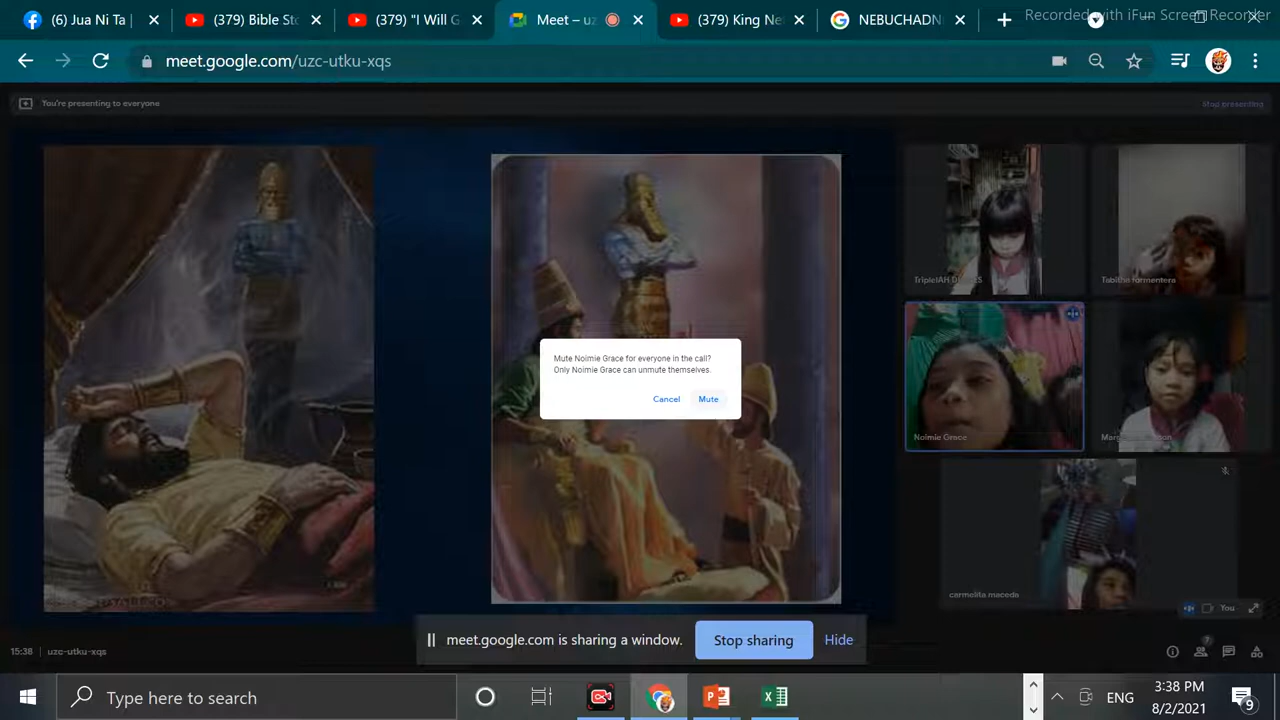 (6) Jua Ni Ta
(379) Bible Sto
(379) "I Will G
Meet – uz
(379) King Ne
NEBUCHADN
Recorded with iFun Screen Recorder
meet.google.com/uzc-utku-xqs
You're presenting to everyone
Stop presenting
Tabitha formentera
Mute Noimie Grace for everyone in the call?
Only Noimie Grace can unmute themselves.
Cancel
Mute
Noimie Grace
carmelita maceda
You
meet.google.com is sharing a window.
Stop sharing
Hide
15:38
uzc-utku-xqs
7
Type here to search
ENG
3:38 PM
8/2/2021
9